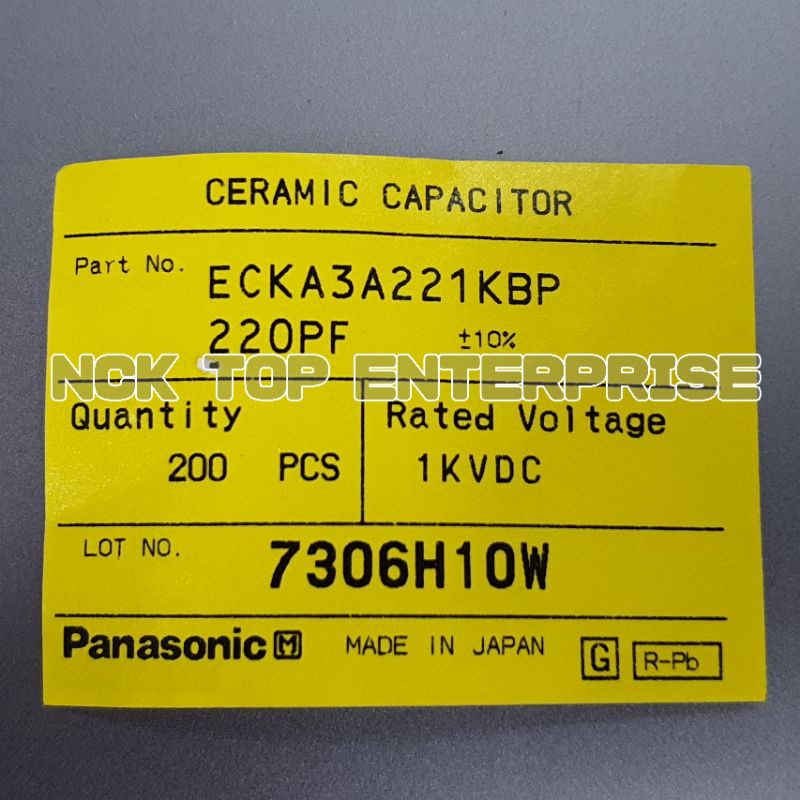 CERAMIC CAPACITOR
Part No. ECKA3A221KBP
220PF ±10%
NCK TOP ENTERPRISE
Quantity Rated Voltage
200 PCS 1KVDC
LOT NO. 7306H10W
Panasonic M MADE IN JAPAN G R-Pb